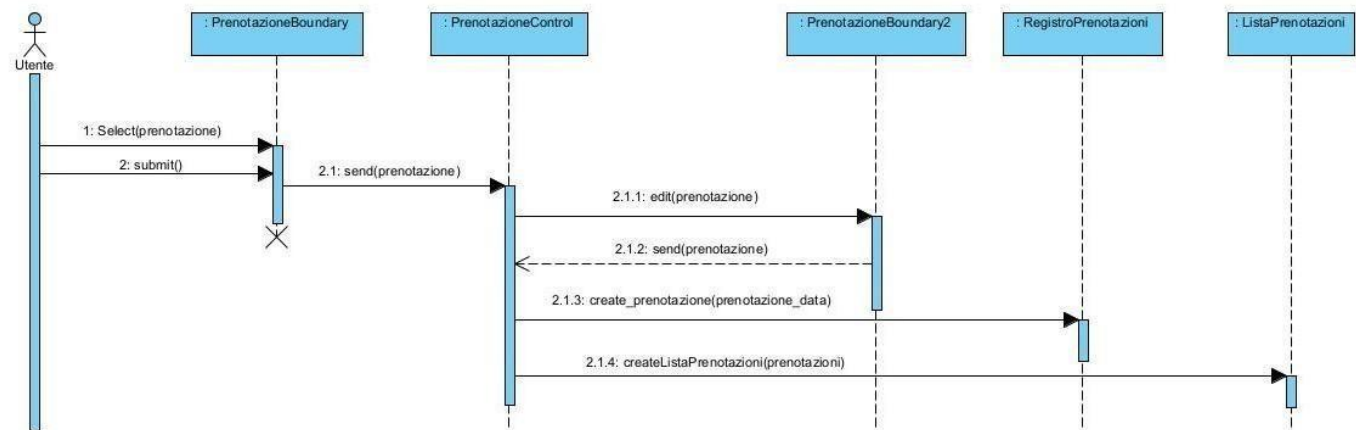 : PrenotazioneBoundary
: PrenotazioneControl
: PrenotazioneBoundary2
: RegistroPrenotazioni
: ListaPrenotazioni
Utente
1: Select(prenotazione)
2: submit()
2.1: send(prenotazione)
2.1.1: edit(prenotazione)
2.1.2: send(prenotazione)
2.1.3: create_prenotazione(prenotazione_data)
2.1.4: createListaPrenotazioni(prenotazioni)